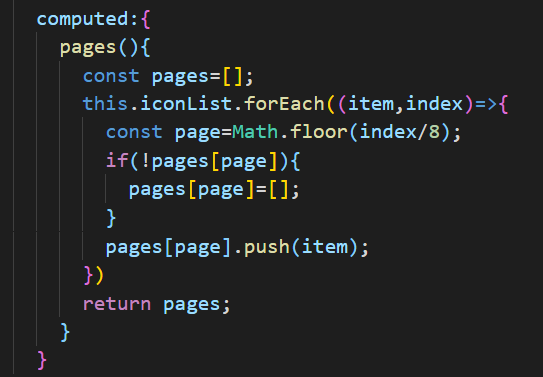 computed:{
pages(){
const pages=[];
this.iconList.forEach((item,index)=>{
const page=Math.floor(index/8);
if(!pages[page]){
pages[page]=[];
}
pages[page].push(item);
})
return pages;
}
}